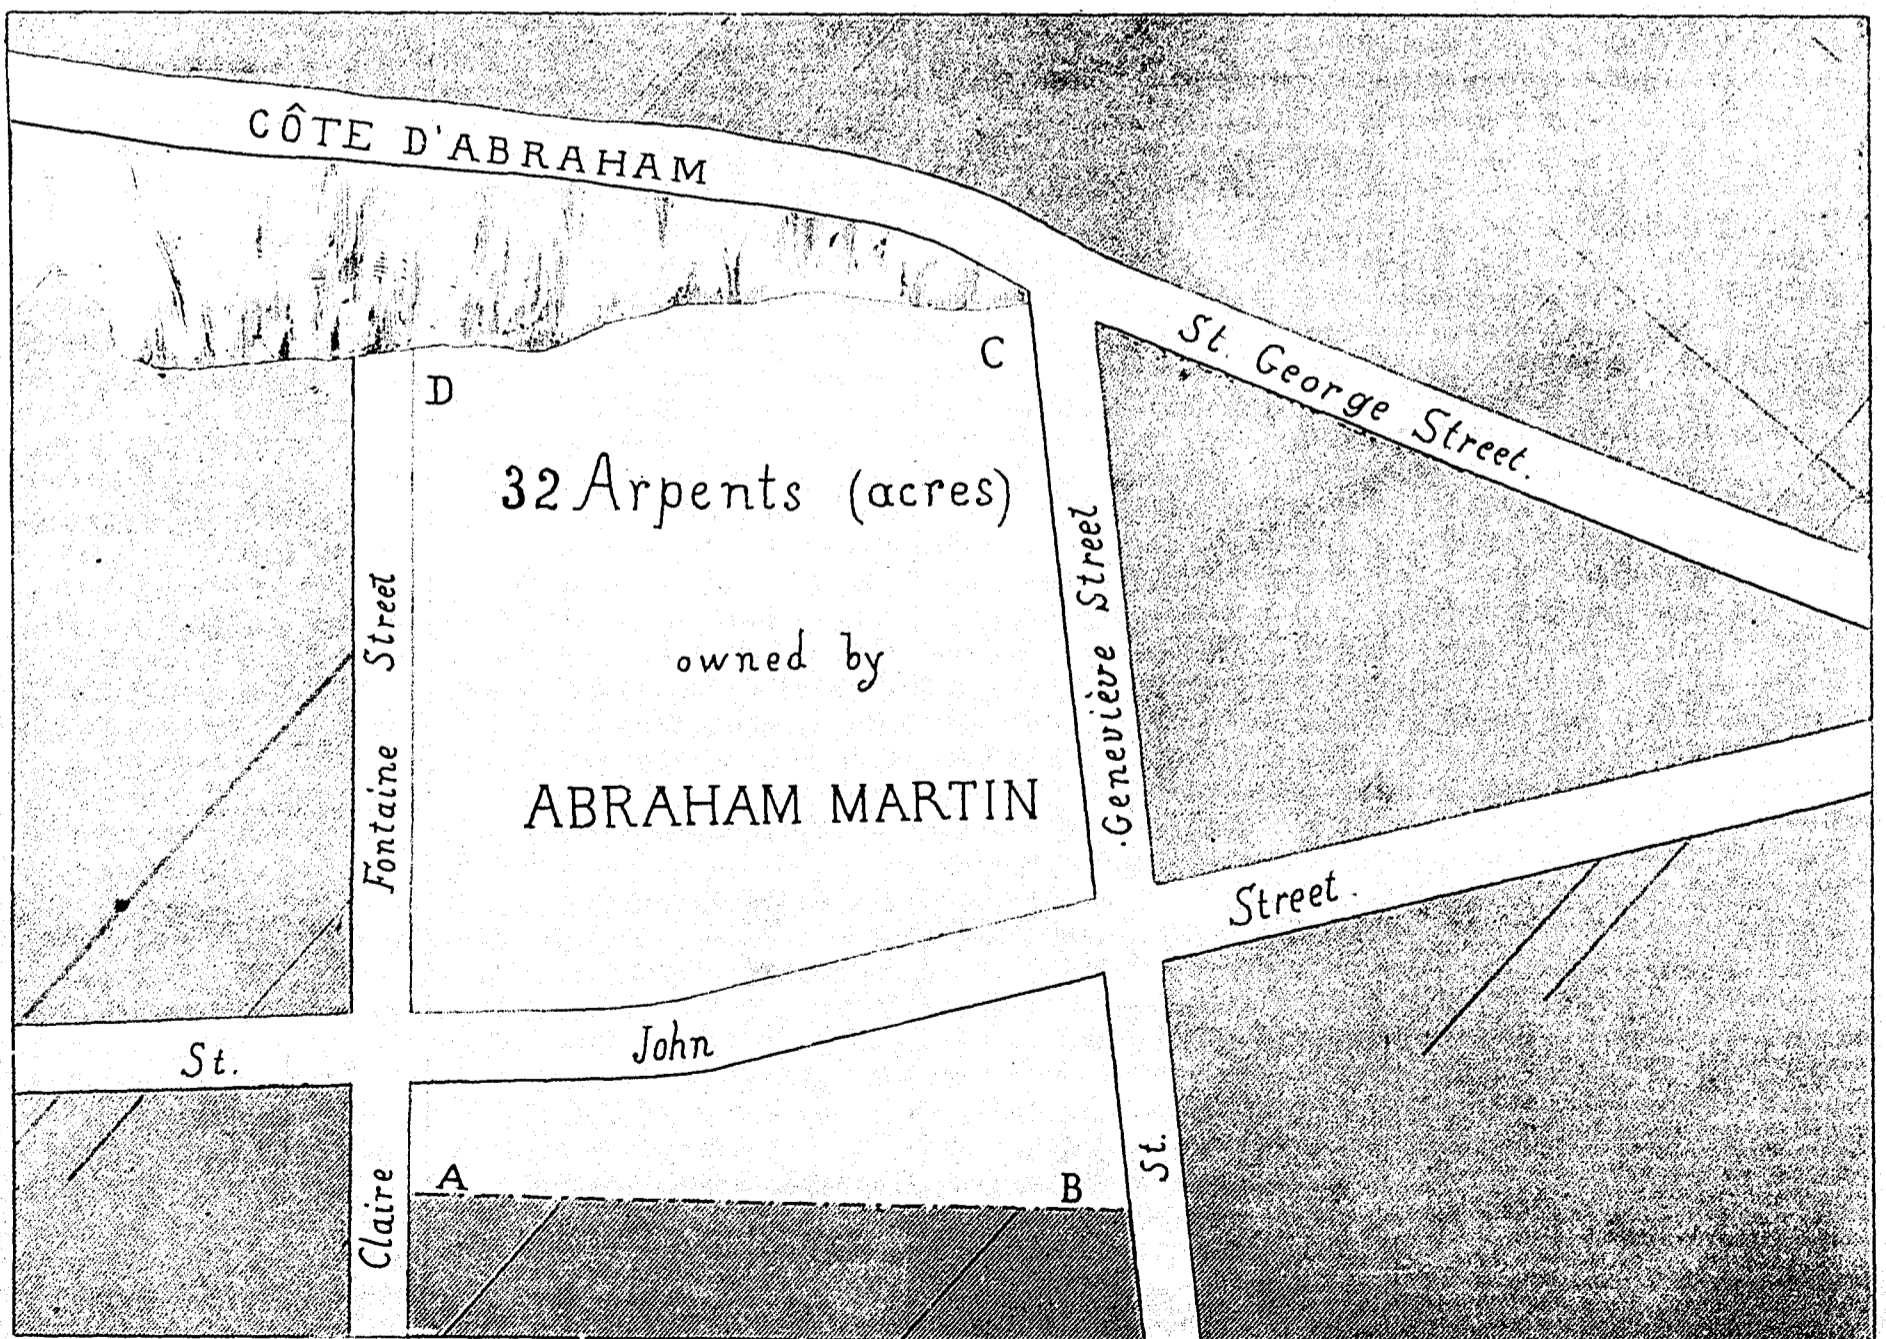 CÔTE D'ABRAHAM
St. George Street.
C
D
32 Arpents (acres)
owned by
ABRAHAM MARTIN
Fontaine Street
Geneviève Street
Street.
John
St.
A
B
Claire
St.